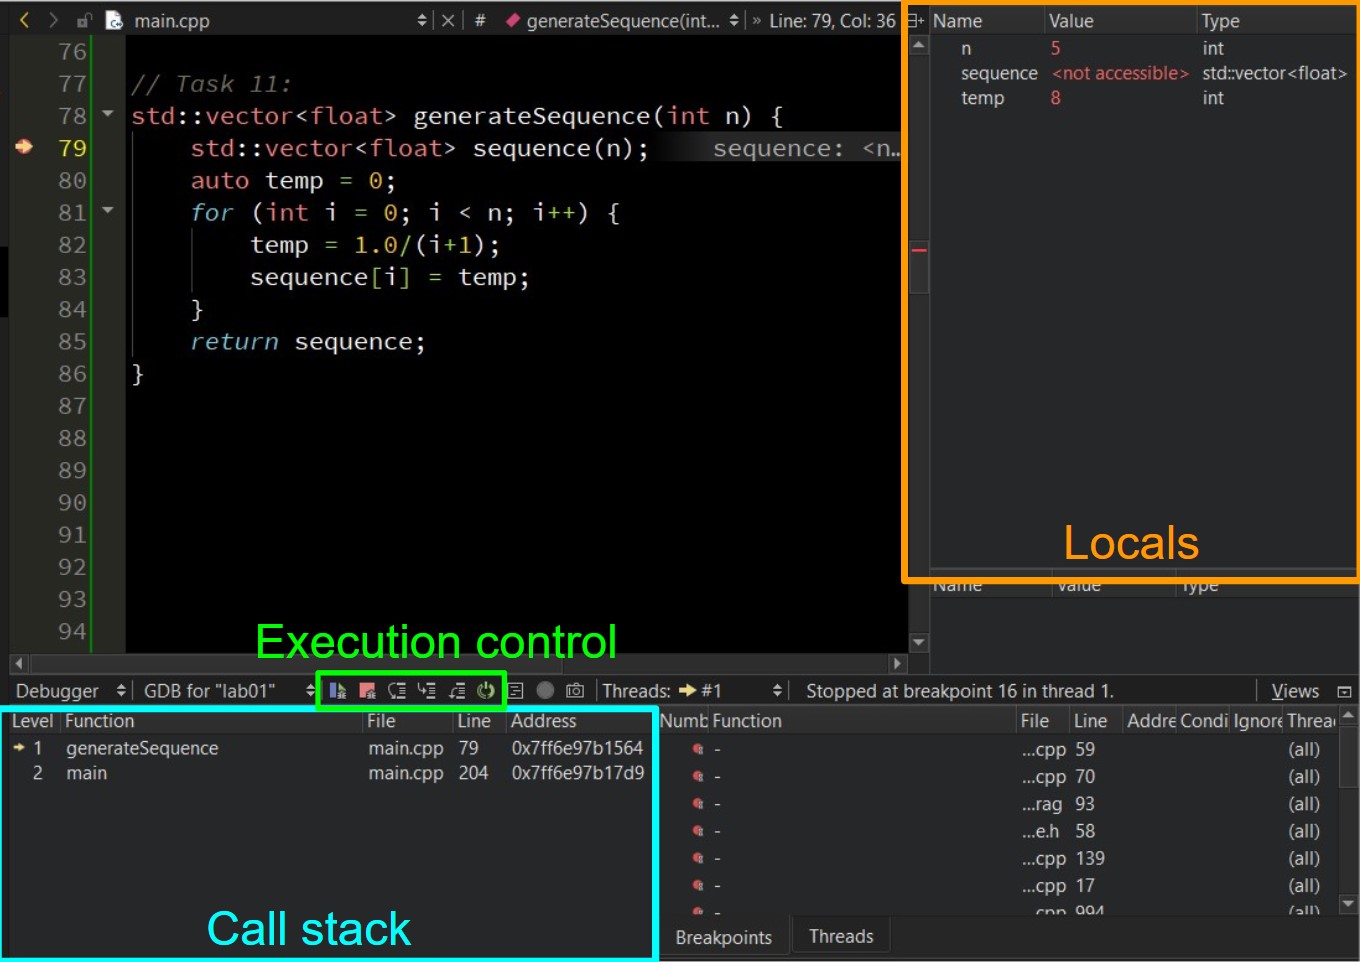 main.cpp # generateSequence(int... » Line: 79, Col: 36
76
77 // Task 11:
78 std::vector<float> generateSequence(int n) {
79 std::vector<float> sequence(n); sequence: <n...
80 auto temp = 0;
81 for (int i = 0; i < n; i++) {
82 temp = 1.0/(i+1);
83 sequence[i] = temp;
84 }
85 return sequence;
86 }
87
88
89
90
91
92
93
94
Name Value Type
n 5 int
sequence <not accessible> std::vector<float>
temp 8 int
Locals
Name Value Type
Execution control
Debugger GDB for "lab01" Threads: #1 Stopped at breakpoint 16 in thread 1. Views
Level Function File Line Address
1 generateSequence main.cpp 79 0x7ff6e97b1564
2 main main.cpp 204 0x7ff6e97b17d9
Call stack
Numb Function File Line Addre Condi Ignore Threa
- ...cpp 59 (all)
- ...cpp 70 (all)
- ...rag 93 (all)
- ...e.h 58 (all)
- ...cpp 139 (all)
- ...cpp 17 (all)
- ...cpp 994 (all)
Breakpoints Threads